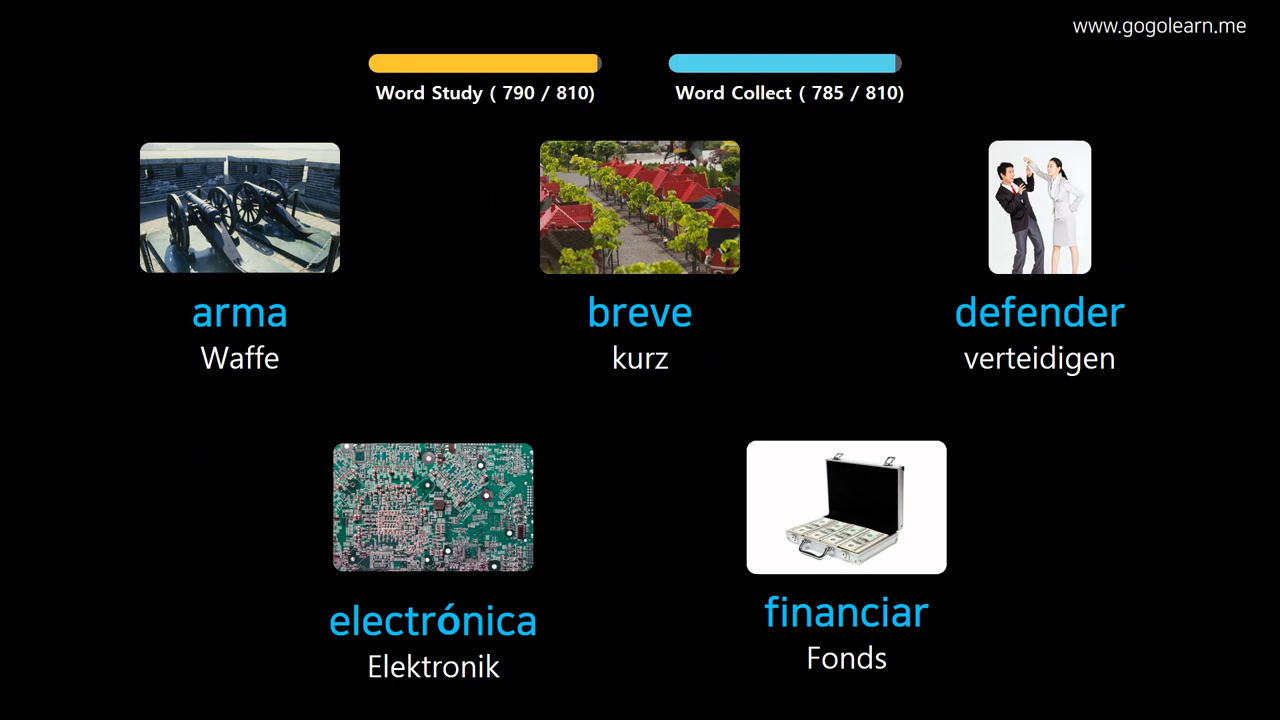 www.gogolearn.me
Word Study ( 790 / 810)
Word Collect ( 785 / 810)
arma
Waffe
breve
kurz
defender
verteidigen
electrónica
Elektronik
financiar
Fonds